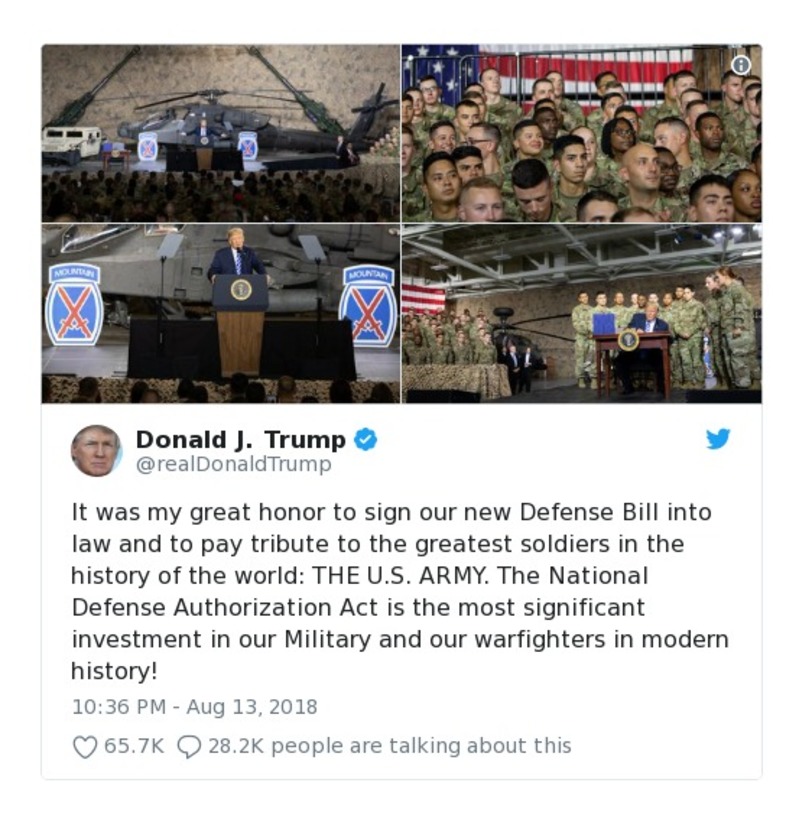 MOUNTAIN
MOUNTAIN
Donald J. Trump
@realDonaldTrump
It was my great honor to sign our new Defense Bill into
law and to pay tribute to the greatest soldiers in the
history of the world: THE U.S. ARMY. The National
Defense Authorization Act is the most significant
investment in our Military and our warfighters in modern
history!
10:36 PM - Aug 13, 2018
65.7K 28.2K people are talking about this